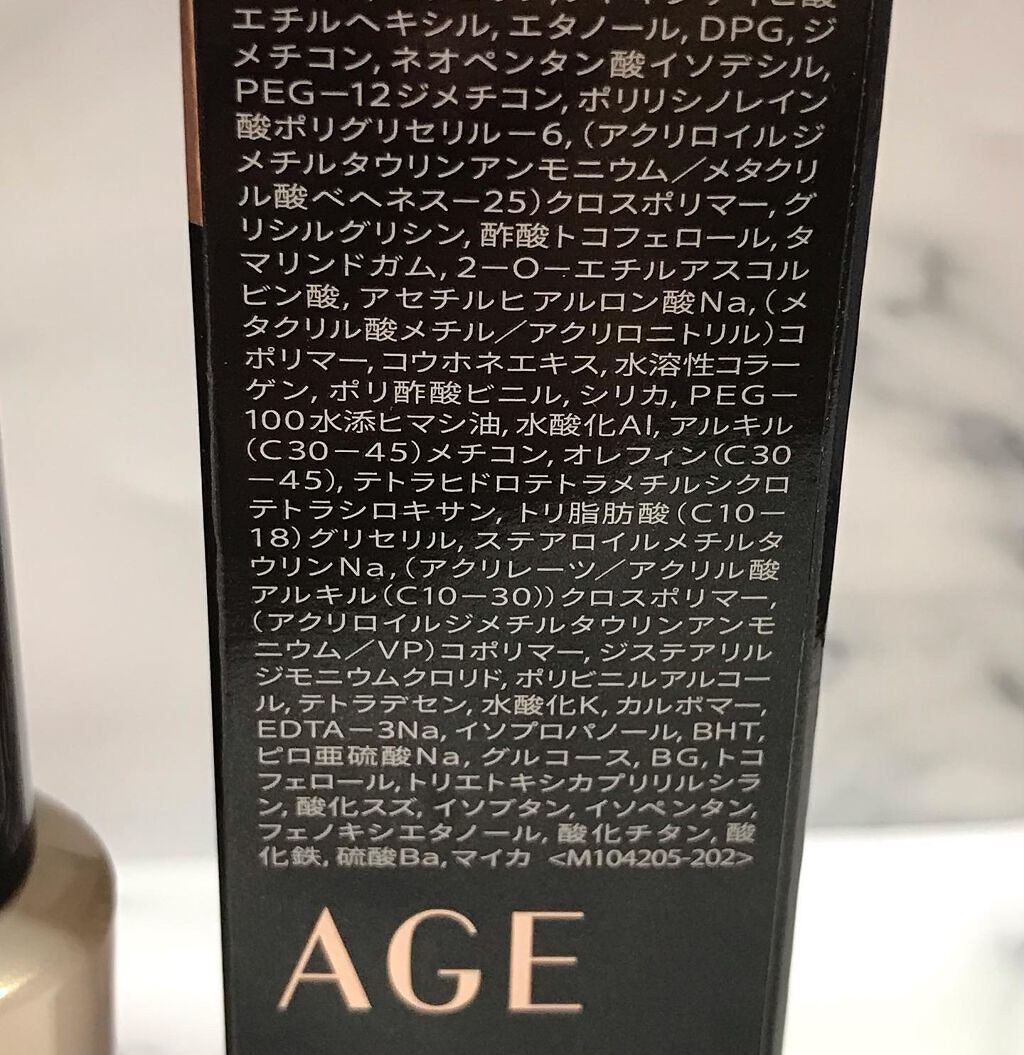 エチルヘキシル, エタノール, DPG, ジ
メチコン, ネオペンタン酸イソデシル,
PEG－12ジメチコン, ポリリシノレイン
酸ポリグリセリル－6, (アクリロイルジ
メチルタウリンアンモニウム／メタクリ
ル酸ベヘネス－25)クロスポリマー, グ
リシルグリシン, 酢酸トコフェロール, タ
マリンドガム, 2－O－エチルアスコル
ビン酸, アセチルヒアルロン酸Na, (メ
タクリル酸メチル／アクリロニトリル)コ
ポリマー, コウホネエキス, 水溶性コラー
ゲン, ポリ酢酸ビニル, シリカ, PEG－
100水添ヒマシ油, 水酸化Al, アルキル
(C30－45)メチコン, オレフィン(C30
－45), テトラヒドロテトラメチルシクロ
テトラシロキサン, トリ脂肪酸(C10－
18)グリセリル, ステアロイルメチルタ
ウリンNa, (アクリレーツ／アクリル酸
アルキル(C10－30))クロスポリマー,
(アクリロイルジメチルタウリンアンモ
ニウム／VP)コポリマー, ジステアリル
ジモニウムクロリド, ポリビニルアルコー
ル, テトラデセン, 水酸化K, カルボマー,
EDTA－3Na, イソプロパノール, BHT,
ピロ亜硫酸Na, グルコース, BG, トコ
フェロール, トリエトキシカプリリルシラ
ン, 酸化スズ, イソブタン, イソペンタン,
フェノキシエタノール, 酸化チタン, 酸
化鉄, 硫酸Ba, マイカ <M104205-202>
AGE